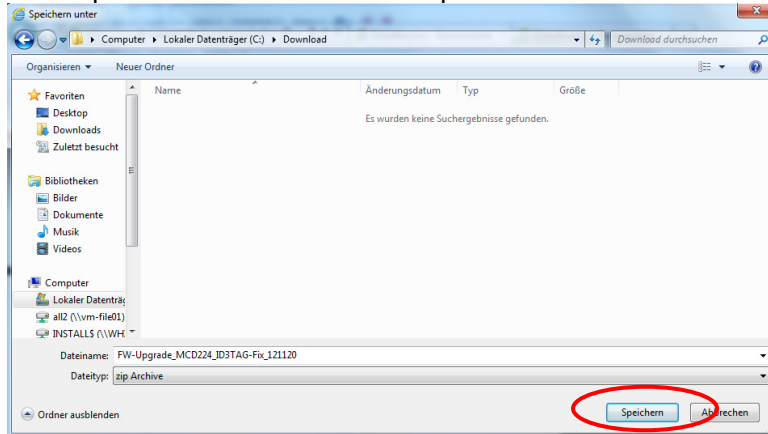 Speichern unter
Computer ▸ Lokaler Datenträger (C:) ▸ Download
Download durchsuchen
Organisieren
Neuer Ordner
Name
Änderungsdatum
Typ
Größe
Es wurden keine Suchergebnisse gefunden.
Favoriten
Desktop
Downloads
Zuletzt besucht
Bibliotheken
Bilder
Dokumente
Musik
Videos
Computer
Lokaler Datenträg
all2 (\\vm-file01)
INSTALL$ (\\WH
Dateiname: FW-Upgrade_MCD224_ID3TAG-Fix_121120
Dateityp: zip Archive
Ordner ausblenden
Speichern
Abbrechen